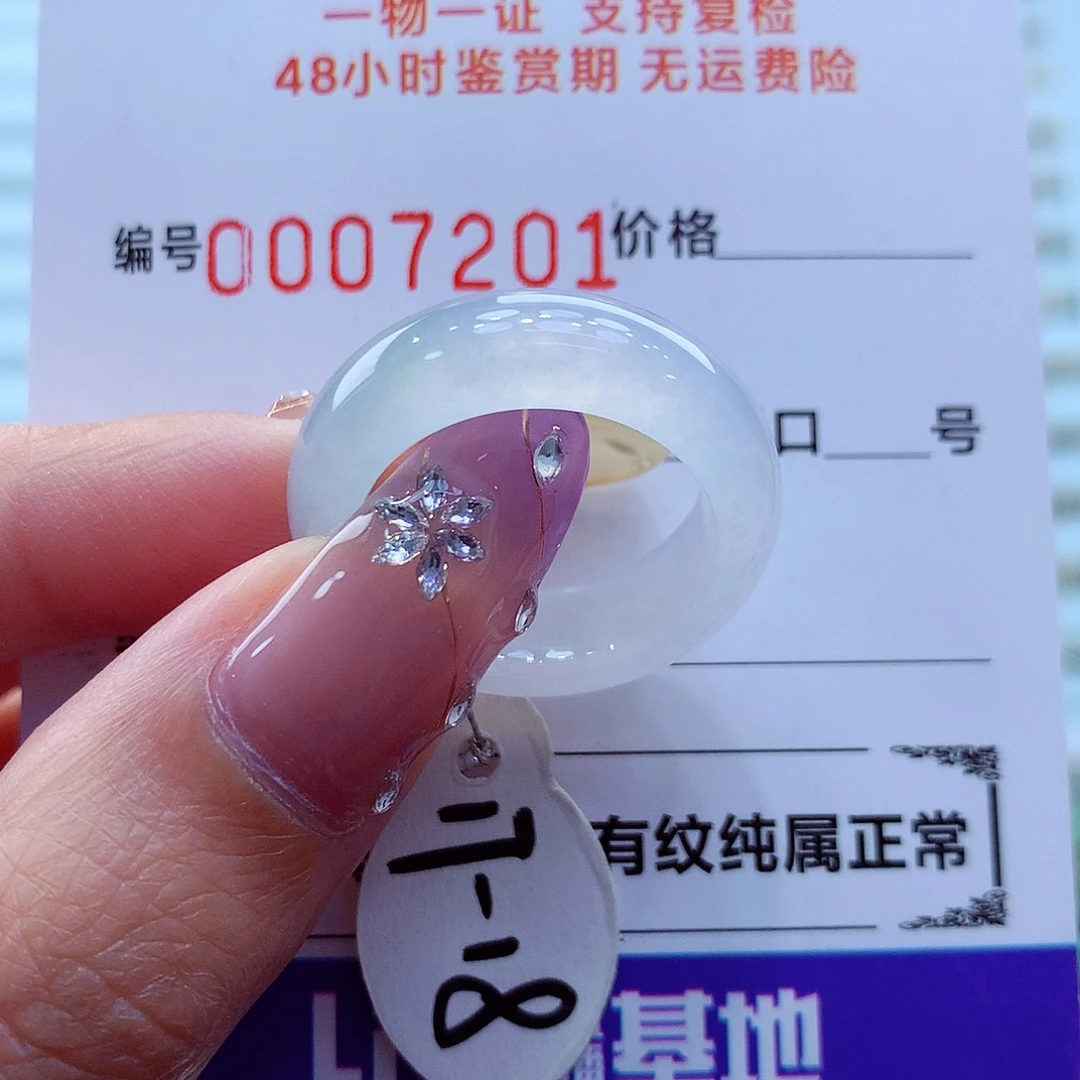 一物一证 支持复检
48小时鉴赏期 无运费险
编号0007201价格
口 号
有纹纯属正常
基地